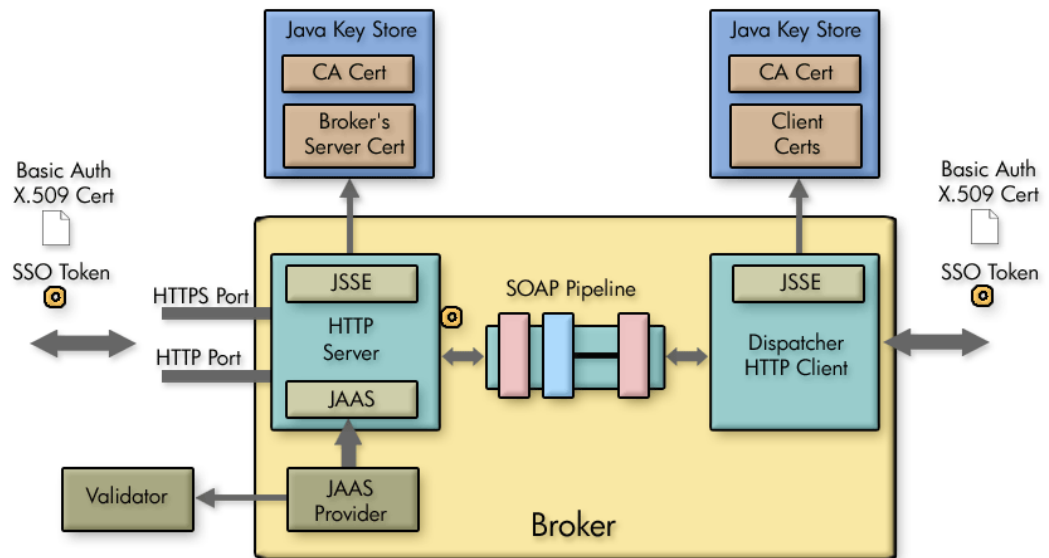 Java Key Store
CA Cert
Broker's
Server Cert
Java Key Store
CA Cert
Client
Certs
Basic Auth
X.509 Cert
SSO Token
Basic Auth
X.509 Cert
SSO Token
HTTPS Port
HTTP Port
JSSE
HTTP
Server
JAAS
SOAP Pipeline
JSSE
Dispatcher
HTTP Client
Validator
JAAS
Provider
Broker